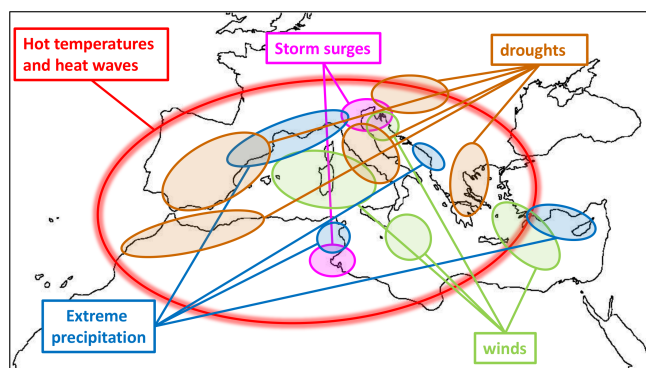 Hot temperatures
and heat waves
Storm surges
droughts
Extreme
precipitation
winds